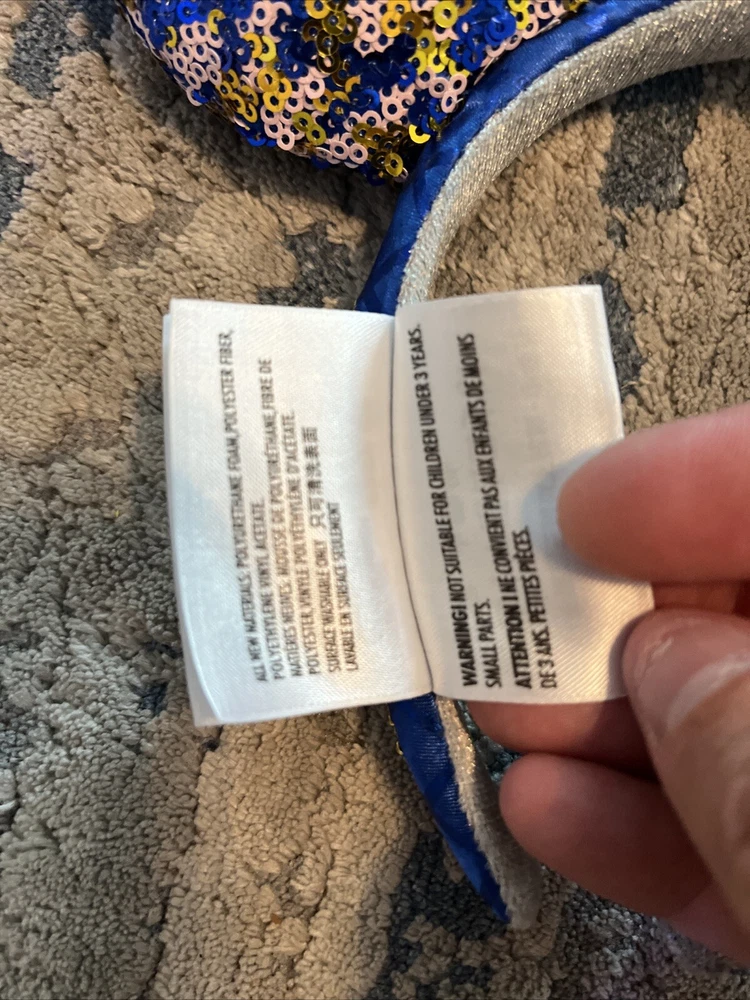 ALL NEW MATERIALS: POLYURETHANE FOAM,POLYESTER FIBER,
POLYETHYLENE VINYL ACETATE.
MATIÈRES NEUVES: MOUSSE DE POLYURÉTHANE,FIBRE DE
POLYESTER,VINYLE POLYÉTHYLÈNE D'ACÉTATE.
SURFACE WASHABLE ONLY 只可清洗表面
LAVABLE EN SURFACE SEULEMENT
WARNING! NOT SUITABLE FOR CHILDREN UNDER 3 YEARS.
SMALL PARTS.
ATTENTION ! NE CONVIENT PAS AUX ENFANTS DE MOINS
DE 3 ANS. PETITES PIÈCES.